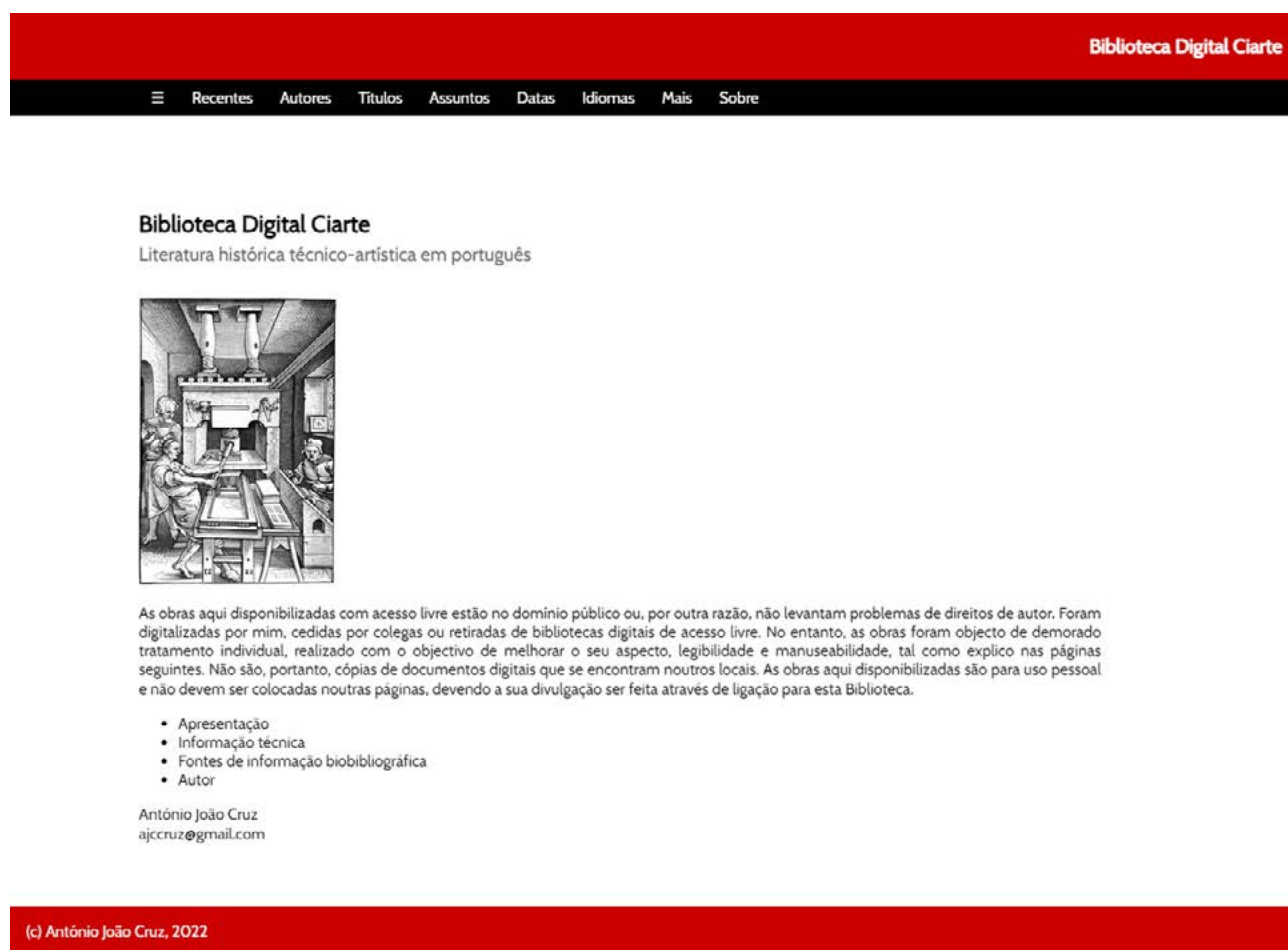 Biblioteca Digital Ciarte
☰ Recentes Autores Títulos Assuntos Datas Idiomas Mais Sobre
Biblioteca Digital Ciarte
Literatura histórica técnico-artística em português
As obras aqui disponibilizadas com acesso livre estão no domínio público ou, por outra razão, não levantam problemas de direitos de autor. Foram
digitalizadas por mim, cedidas por colegas ou retiradas de bibliotecas digitais de acesso livre. No entanto, as obras foram objecto de demorado
tratamento individual, realizado com o objectivo de melhorar o seu aspecto, legibilidade e manuseabilidade, tal como explico nas páginas
seguintes. Não são, portanto, cópias de documentos digitais que se encontram noutros locais. As obras aqui disponibilizadas são para uso pessoal
e não devem ser colocadas noutras páginas, devendo a sua divulgação ser feita através de ligação para esta Biblioteca.
• Apresentação
• Informação técnica
• Fontes de informação biobibliográfica
• Autor
António João Cruz
ajccruz@gmail.com
(c) António João Cruz, 2022